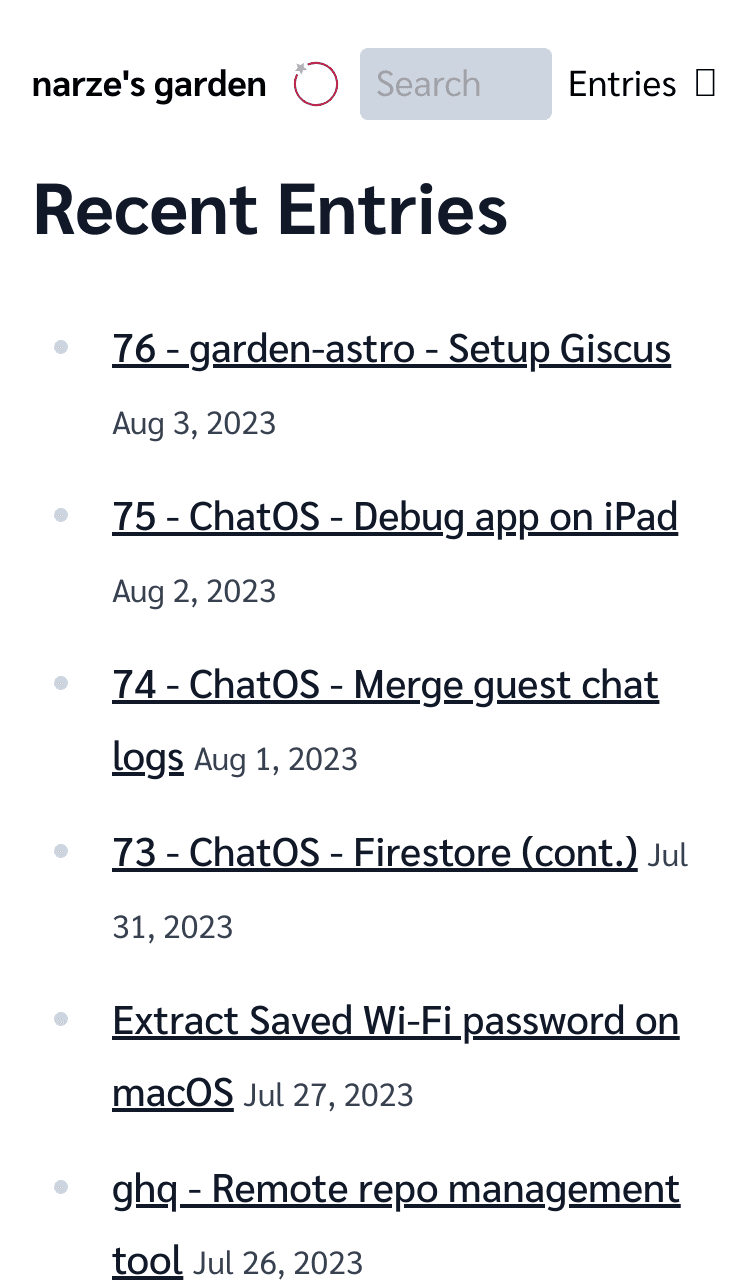 narze's garden Search Entries
Recent Entries
76 - garden-astro - Setup Giscus
Aug 3, 2023
75 - ChatOS - Debug app on iPad
Aug 2, 2023
74 - ChatOS - Merge guest chat
logs Aug 1, 2023
73 - ChatOS - Firestore (cont.) Jul
31, 2023
Extract Saved Wi-Fi password on
macOS Jul 27, 2023
ghq - Remote repo management
tool Jul 26, 2023